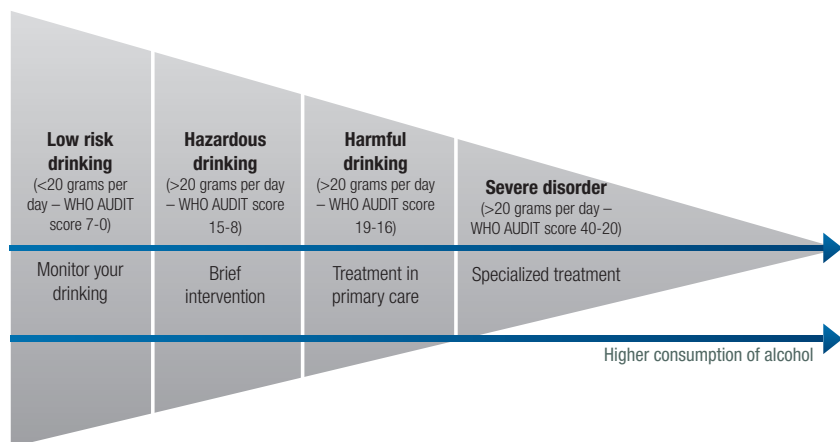 Low risk
drinking
(<20 grams per
day – WHO AUDIT
score 7-0)
Hazardous
drinking
(>20 grams per day
– WHO AUDIT score
15-8)
Harmful
drinking
(>20 grams per day
– WHO AUDIT score
19-16)
Severe disorder
(>20 grams per day –
WHO AUDIT score 40-20)
Monitor your
drinking
Brief
intervention
Treatment in
primary care
Specialized treatment
Higher consumption of alcohol